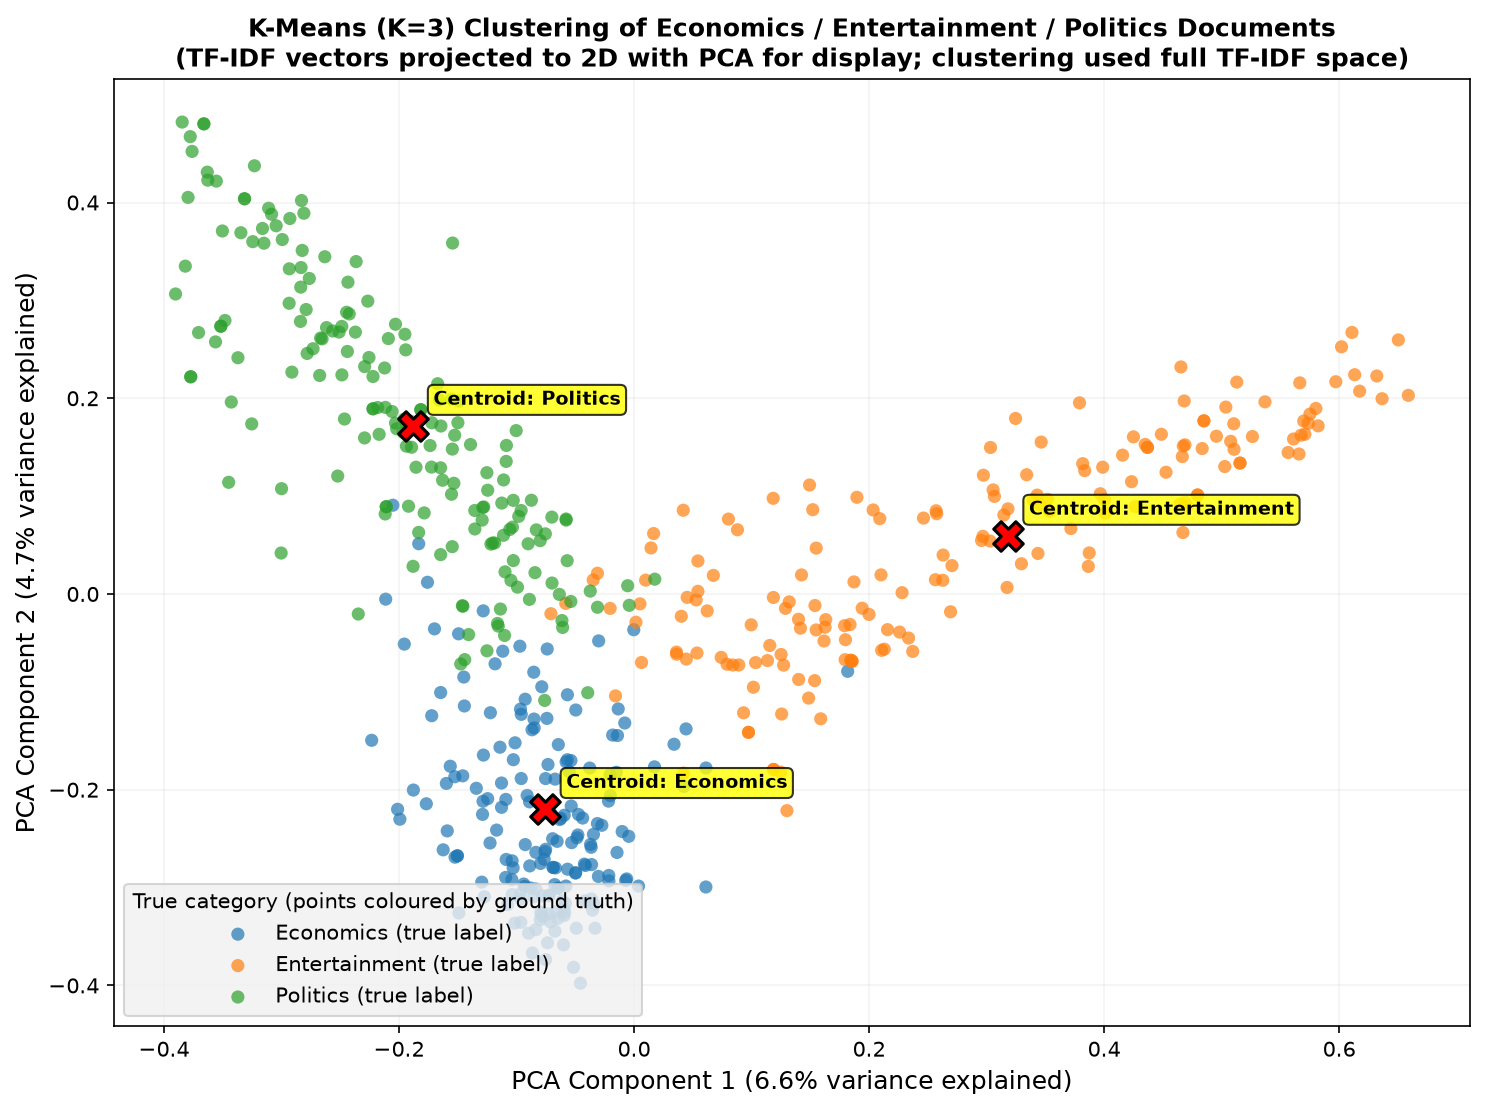 K-Means (K=3) Clustering of Economics / Entertainment / Politics Documents
(TF-IDF vectors projected to 2D with PCA for display; clustering used full TF-IDF space)
PCA Component 2 (4.7% variance explained)
0.4
0.2
0.0
−0.2
−0.4
Centroid: Politics
Centroid: Entertainment
Centroid: Economics
True category (points coloured by ground truth)
Economics (true label)
Entertainment (true label)
Politics (true label)
−0.4
−0.2
0.0
0.2
0.4
0.6
PCA Component 1 (6.6% variance explained)